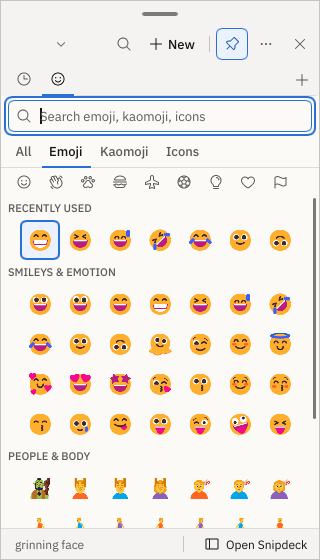 New
Search emoji, kaomoji, icons
All Emoji Kaomoji Icons
RECENTLY USED
SMILEYS & EMOTION
PEOPLE & BODY
grinning face
Open Snipdeck